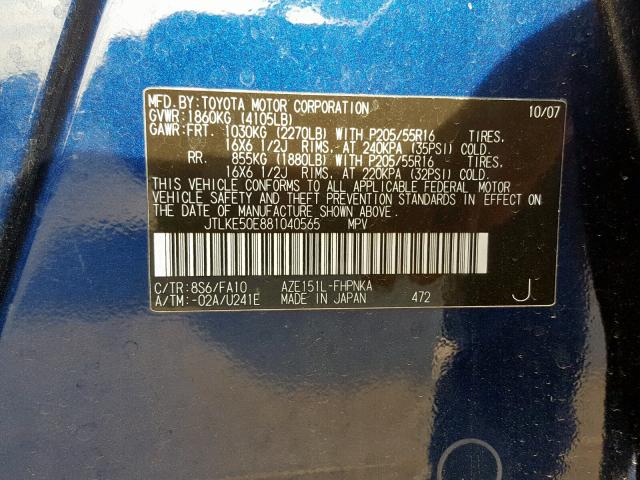 MFD. BY: TOYOTA MOTOR CORPORATION 10/07
GVWR: 1860KG (4105LB)
GAWR: FRT. 1030KG (2270LB) WITH P205/55R16 TIRES,
16X6 1/2J RIMS, AT 240KPA (35PSI) COLD.
RR. 855KG (1880LB) WITH P205/55R16 TIRES,
16X6 1/2J RIMS, AT 220KPA (32PSI) COLD.
THIS VEHICLE CONFORMS TO ALL APPLICABLE FEDERAL MOTOR
VEHICLE SAFETY AND THEFT PREVENTION STANDARDS IN EFFECT ON
THE DATE OF MANUFACTURE SHOWN ABOVE.
JTLKE50E881040565 MPV
C/TR: 8S6/FA10 AZE151L-FHPNKA
A/TM: -02A/U241E MADE IN JAPAN 472 J